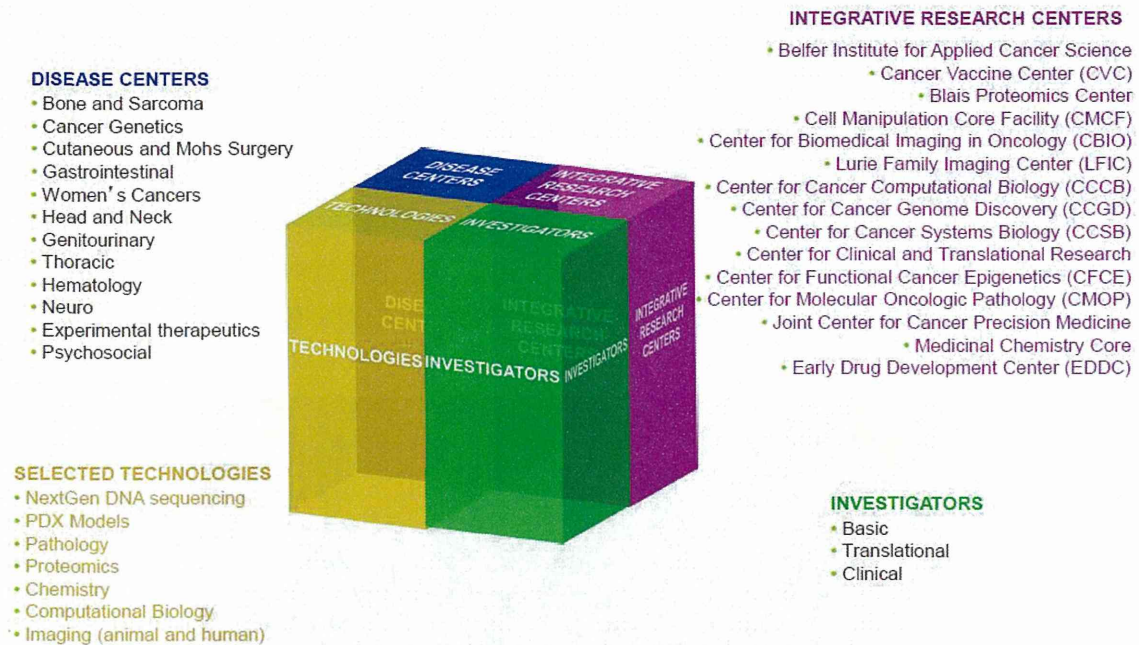 INTEGRATIVE RESEARCH CENTERS
• Belfer Institute for Applied Cancer Science
• Cancer Vaccine Center (CVC)
• Blais Proteomics Center
• Cell Manipulation Core Facility (CMCF)
• Center for Biomedical Imaging in Oncology (CBIO)
• Lurie Family Imaging Center (LFIC)
• Center for Cancer Computational Biology (CCCB)
• Center for Cancer Genome Discovery (CCGD)
• Center for Cancer Systems Biology (CCSB)
• Center for Clinical and Translational Research
• Center for Functional Cancer Epigenetics (CFCE)
• Center for Molecular Oncologic Pathology (CMOP)
• Joint Center for Cancer Precision Medicine
• Medicinal Chemistry Core
• Early Drug Development Center (EDDC)
DISEASE CENTERS
• Bone and Sarcoma
• Cancer Genetics
• Cutaneous and Mohs Surgery
• Gastrointestinal
• Women's Cancers
• Head and Neck
• Genitourinary
• Thoracic
• Hematology
• Neuro
• Experimental therapeutics
• Psychosocial
DISEASE
CENTERS
INTEGRATIVE
RESEARCH
CENTERS
TECHNOLOGIES
INVESTIGATORS
DISE
CENT
INTEGRATIVE
RESEARCH
CENTE
TECHNOLOGIES
INVESTIGATORS
INVESTIGATORS
INTEGRATIVE
RESEARCH
CENTERS
SELECTED TECHNOLOGIES
• NextGen DNA sequencing
• PDX Models
• Pathology
• Proteomics
• Chemistry
• Computational Biology
• Imaging (animal and human)
INVESTIGATORS
• Basic
• Translational
• Clinical